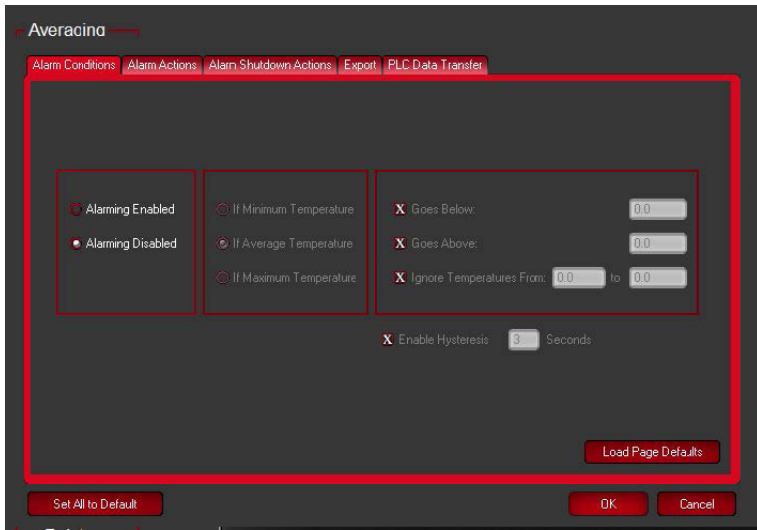 Averaging
Alarm Conditions Alarm Actions Alarm Shutdown Actions Export PLC Data Transfer
Alarming Enabled If Minimum Temperature X Goes Below: 0.0
Alarming Disabled If Average Temperature X Goes Above: 0.0
If Maximum Temperature X Ignore Temperatures From: 0.0 to 0.0
X Enable Hysteresis 3 Seconds
Load Page Defaults
Set All to Default OK Cancel